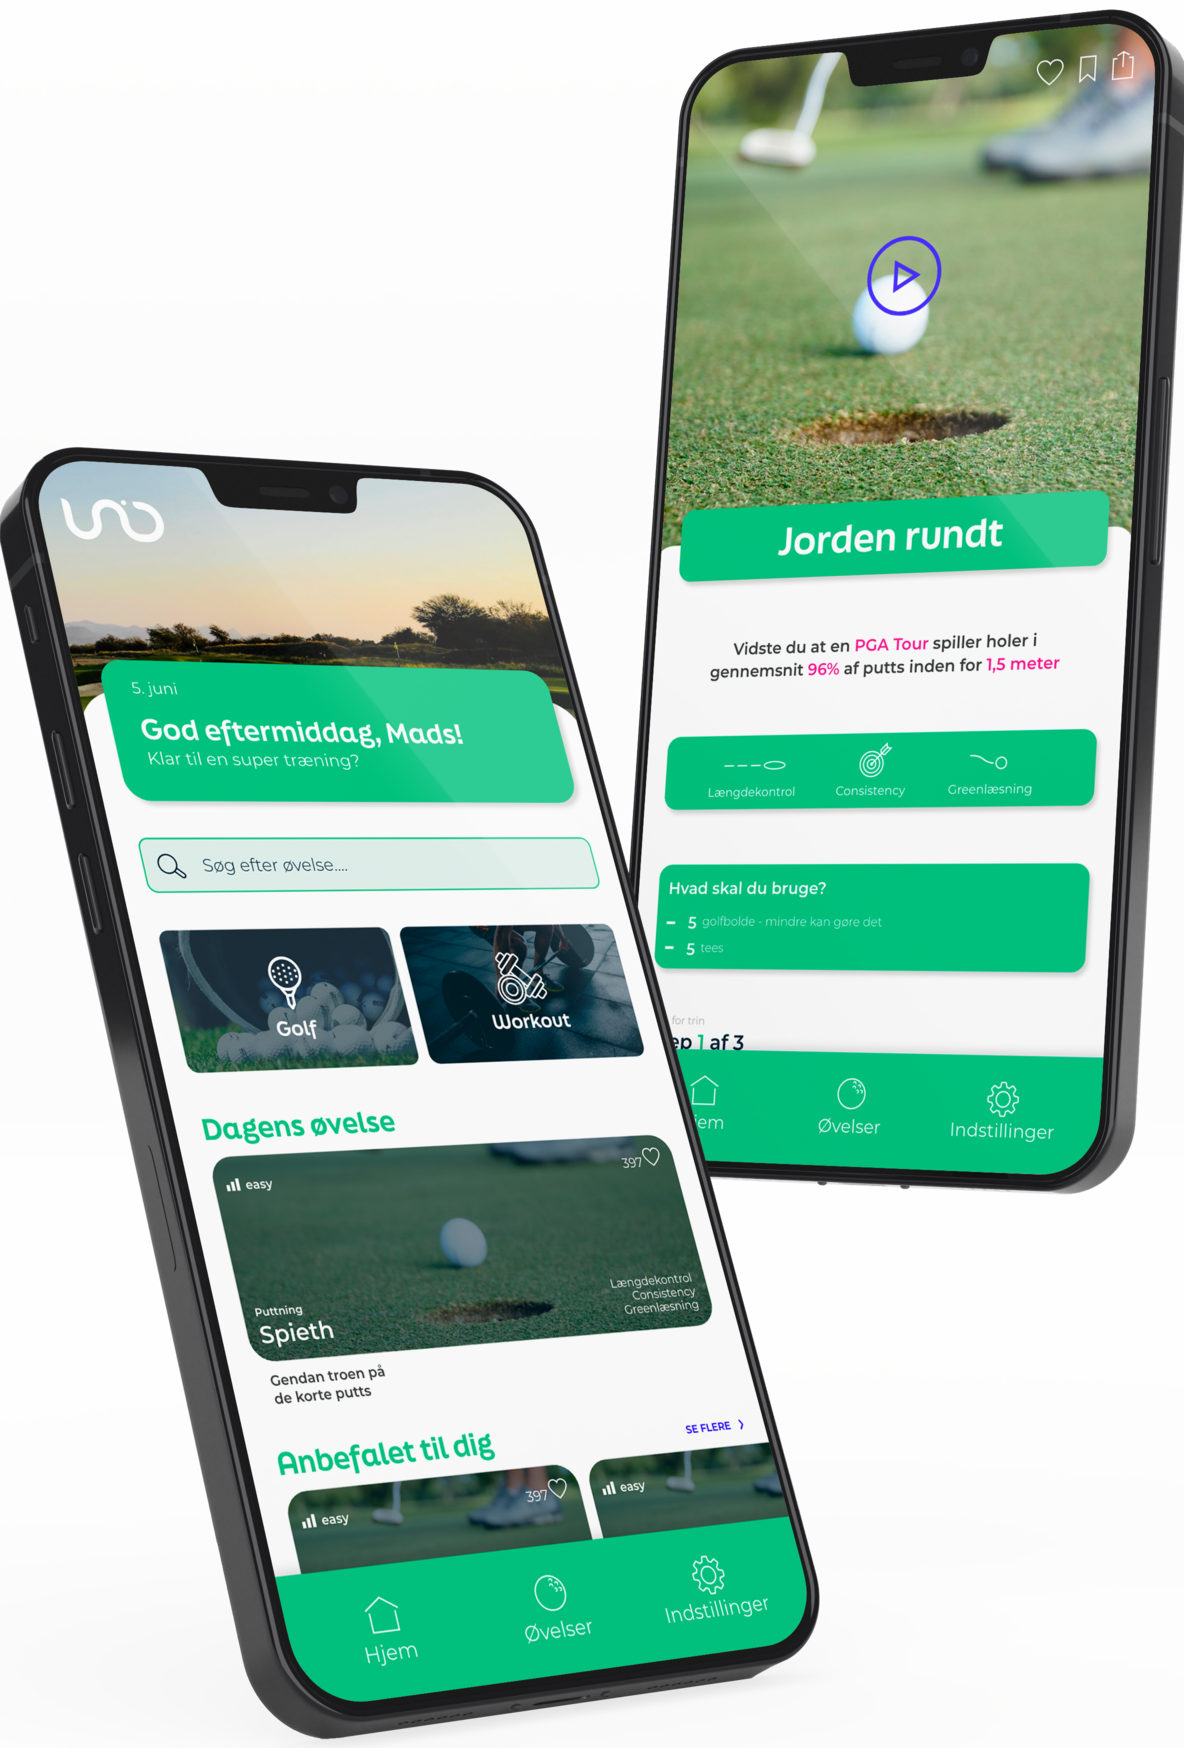 5. juni
God eftermiddag, Mads!
Klar til en super træning?
Søg efter øvelse....
Golf
Workout
Dagens øvelse
easy
397
Puttning
Spieth
Længdekontrol
Consistency
Greenlæsning
Gendan troen på
de korte putts
Anbefalet til dig
SE FLERE
easy
397
easy
Hjem
Øvelser
Indstillinger
Jorden rundt
Vidste du at en PGA Tour spiller holer i
gennemsnit 96% af putts inden for 1,5 meter
Længdekontrol
Consistency
Greenlæsning
Hvad skal du bruge?
- 5 golfbolde - mindre kan gøre det
- 5 tees
for trin
ep 1 af 3
jem
Øvelser
Indstillinger